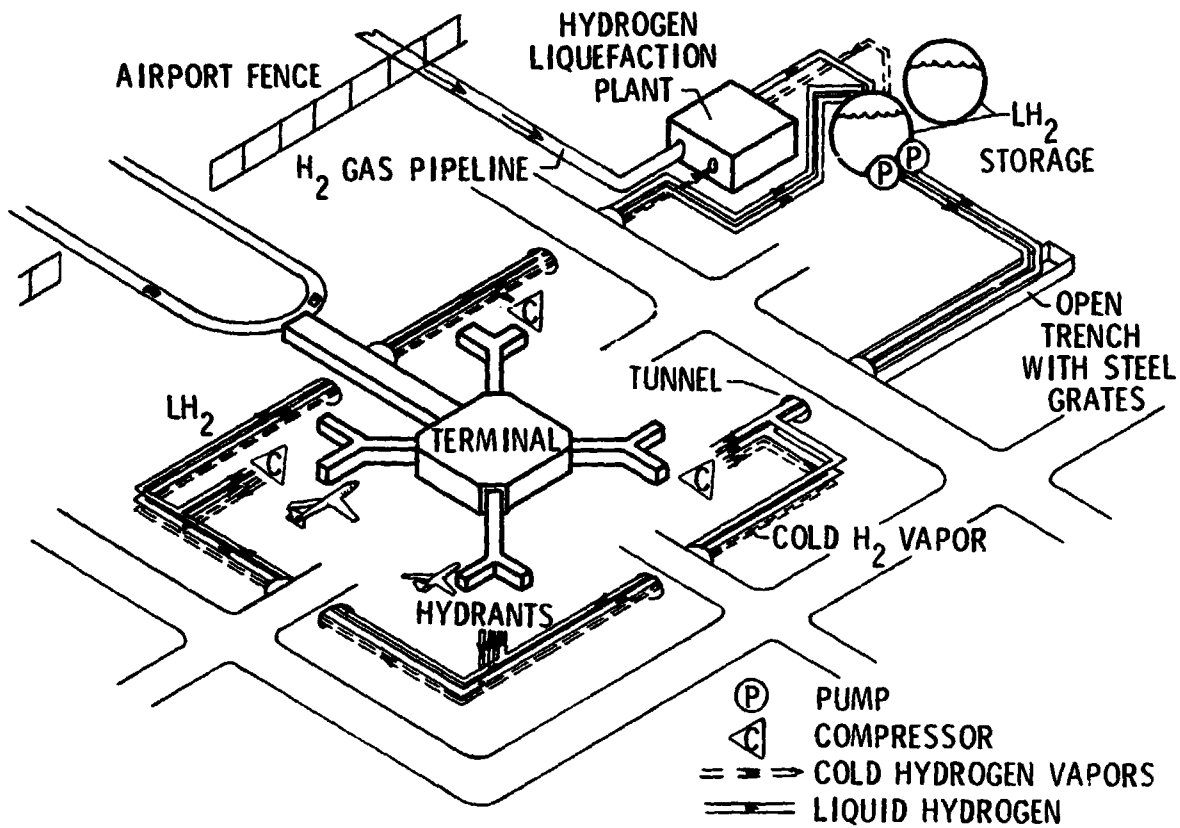 HYDROGEN
LIQUEFACTION
PLANT
AIRPORT FENCE
H2 GAS PIPELINE
LH2
STORAGE
P
P
OPEN
TRENCH
WITH STEEL
GRATES
C
TUNNEL
LH2
TERMINAL
C
C
COLD H2 VAPOR
HYDRANTS
P PUMP
C COMPRESSOR
COLD HYDROGEN VAPORS
LIQUID HYDROGEN